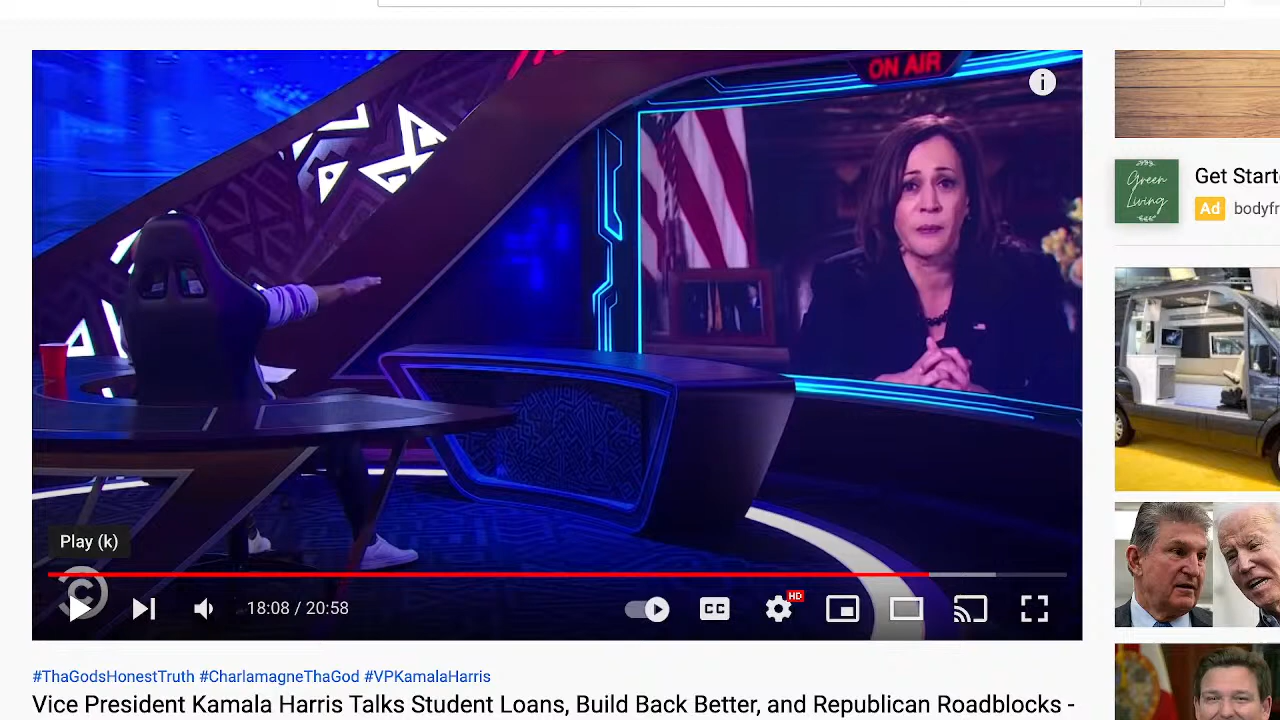 ON AIR
i
Green
Living
Get Start
Ad bodyfr
Play (k)
18:08 / 20:58
CC
HD
#ThaGodsHonestTruth #CharlamagneThaGod #VPKamalaHarris
Vice President Kamala Harris Talks Student Loans, Build Back Better, and Republican Roadblocks -